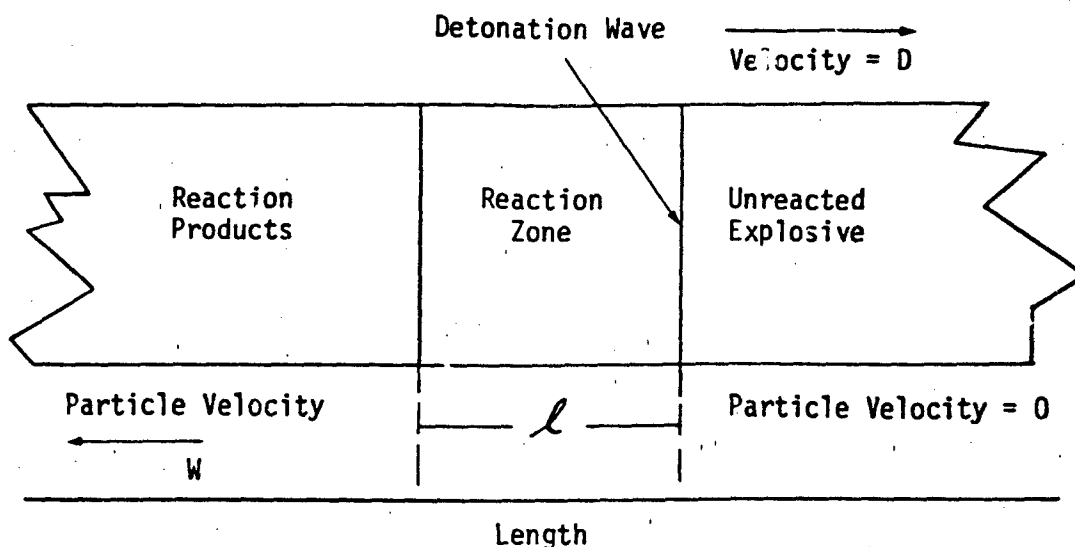 Detonation Wave
Velocity = D
Reaction
Products
Reaction
Zone
Unreacted
Explosive
Particle Velocity
W
ℓ
Particle Velocity = 0
Length